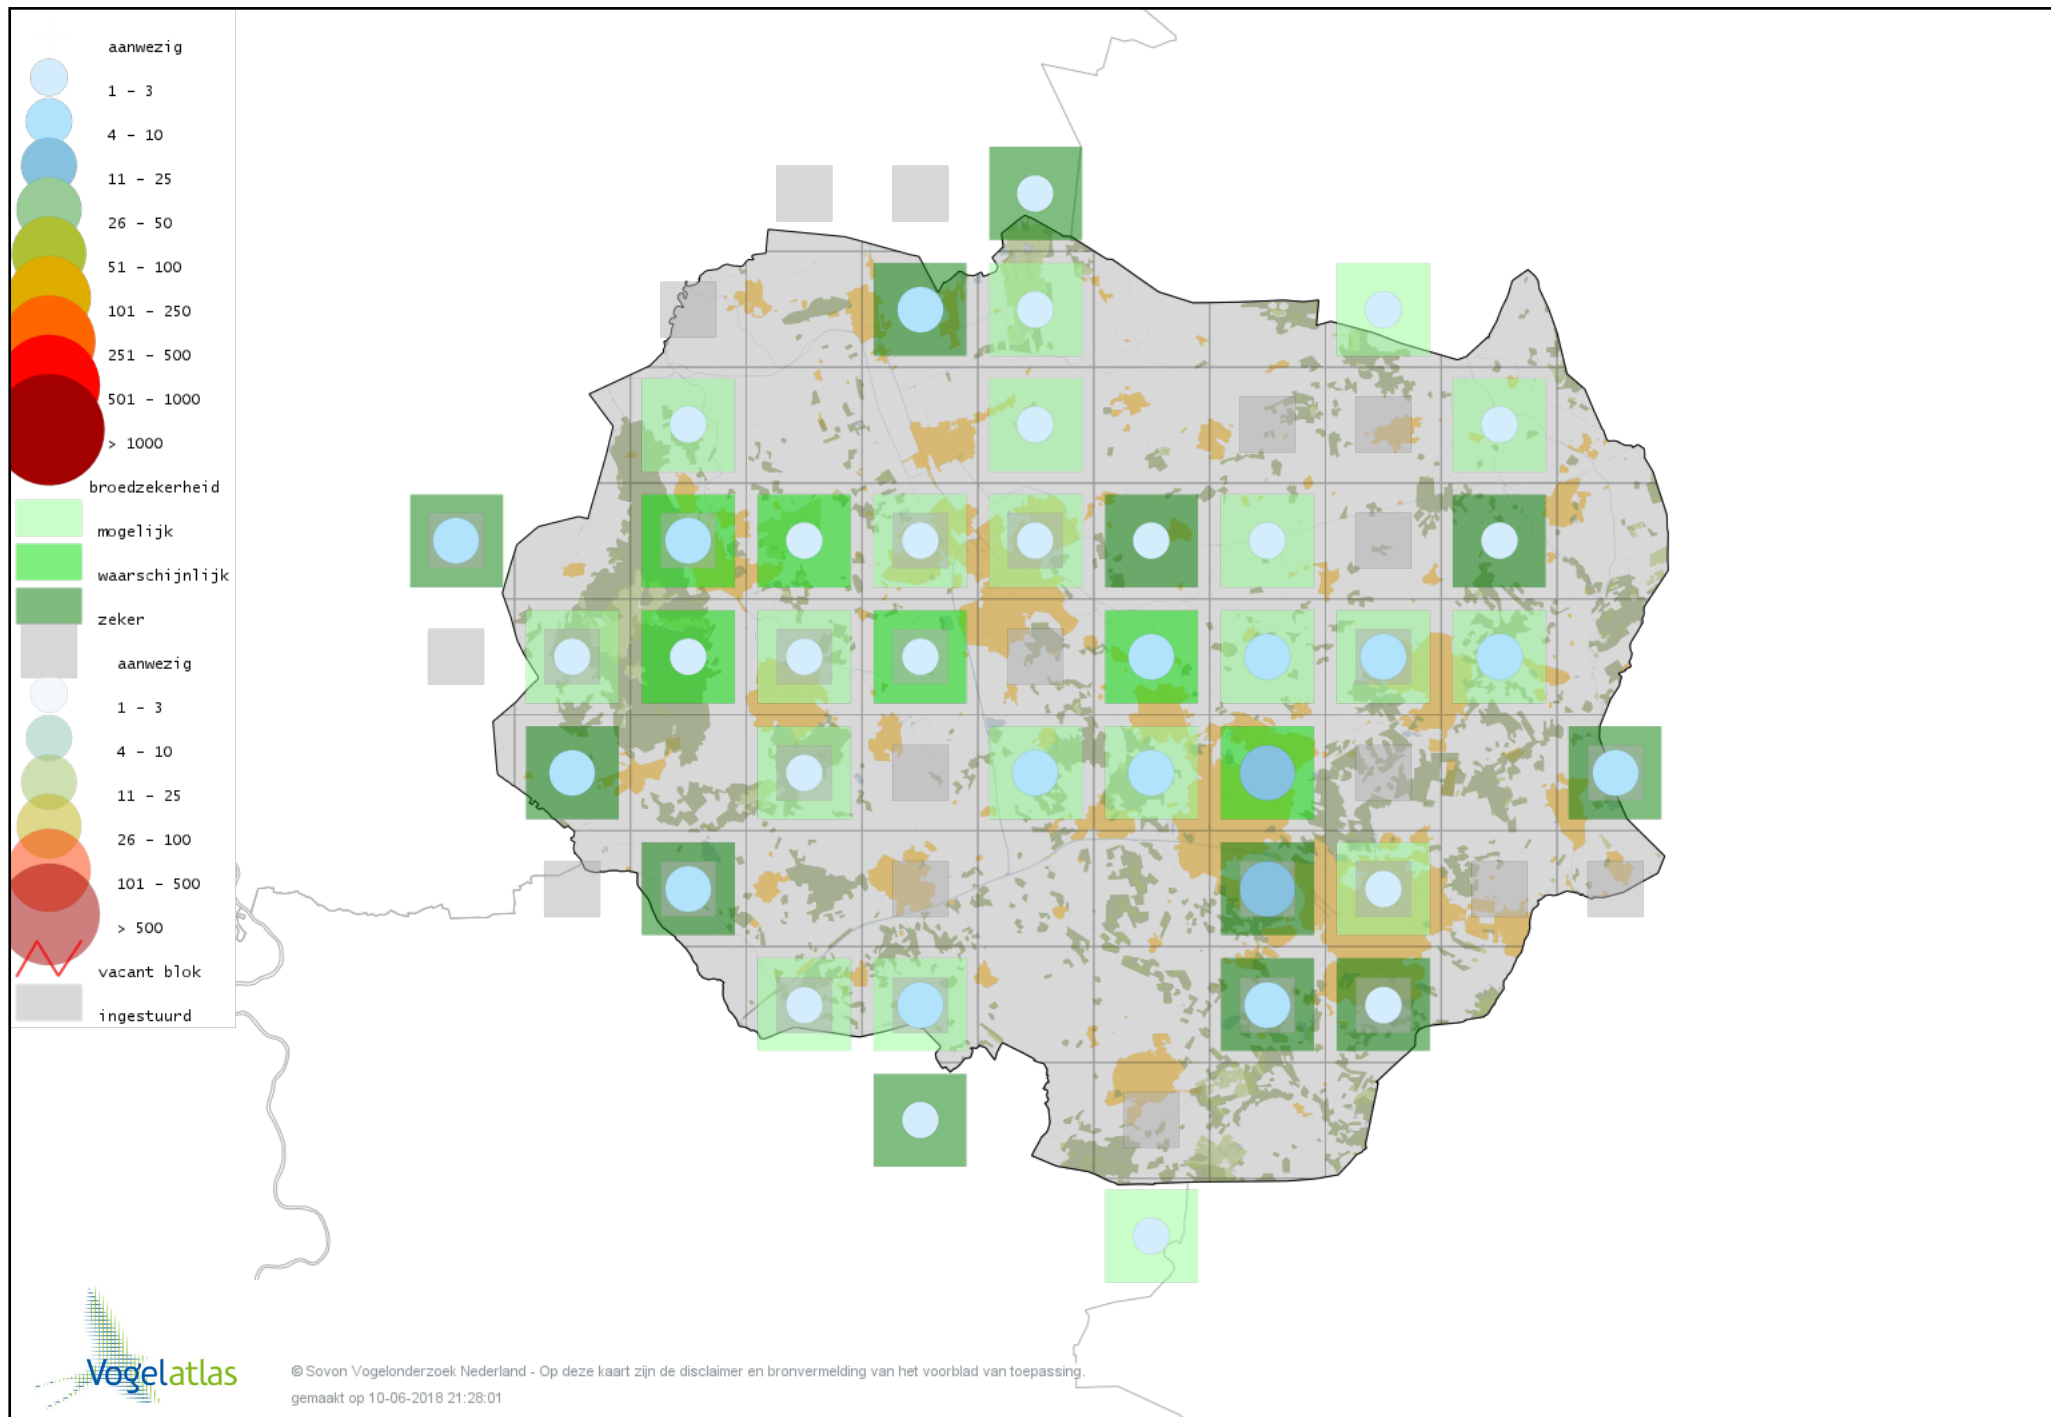 aanwezig
1 - 3
4 - 10
11 - 25
26 - 50
51 - 100
101 - 250
251 - 500
501 - 1000
> 1000
broedzekerheid
mogelijk
waarschijnlijk
zeker
aanwezig
1 - 3
4 - 10
11 - 25
26 - 100
101 - 500
> 500
vacant blok
ingestuurd
Vogelatlas
© Sovon Vogelonderzoek Nederland - Op deze kaart zijn de disclaimer en bronvermelding van het voorblad van toepassing.
gemaakt op 10-06-2018 21:28:01